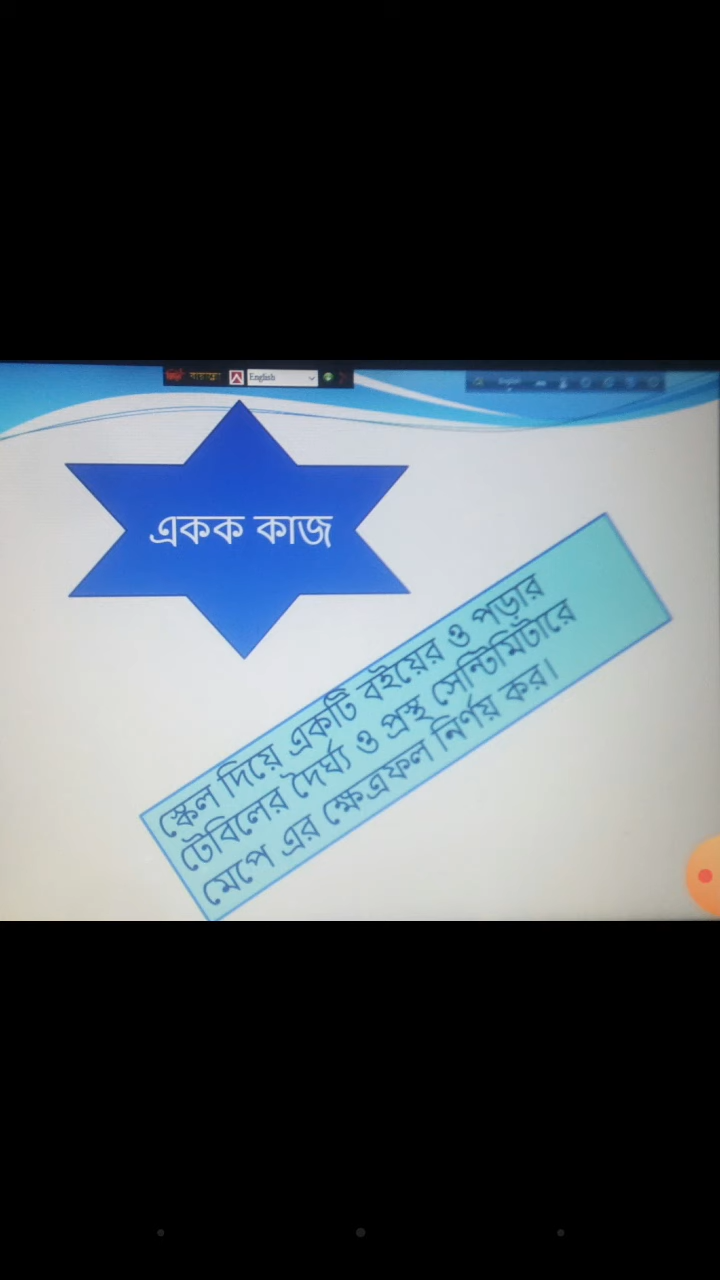 English
একক কাজ
স্কেল দিয়ে একটি বইয়ের ও পড়ার
টেবিলের দৈর্ঘ্য ও প্রস্থ সেন্টিমিটারে
মেপে এর ক্ষেত্রফল নির্ণয় কর।